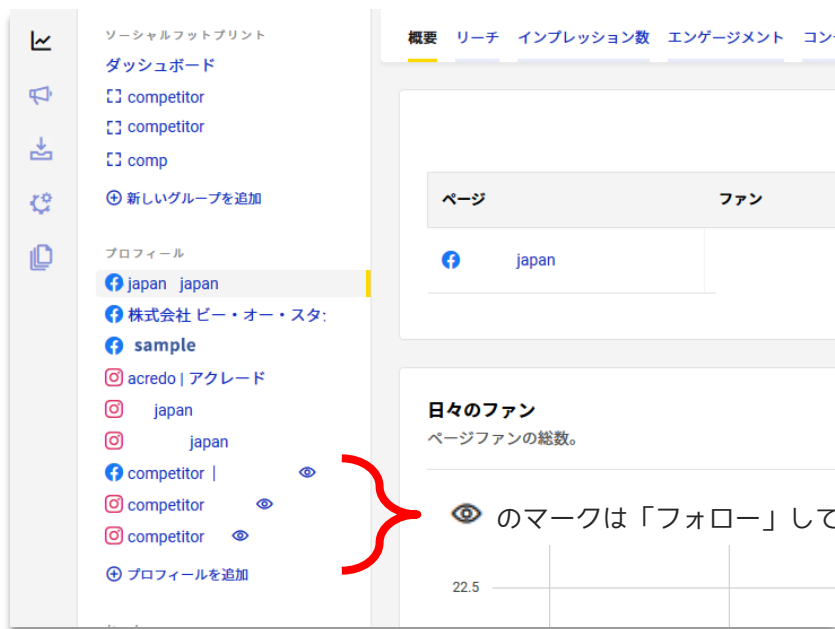 ソーシャルフットプリント
ダッシュボード
competitor
competitor
comp
新しいグループを追加
プロフィール
japan japan
株式会社 ビー・オー・スタ
sample
acredo | アクレード
japan
japan
competitor |
competitor
competitor
プロフィールを追加
概要 リーチ インプレッション数 エンゲージメント コン
ページ ファン
japan
日々のファン
ページファンの総数。
のマークは「フォロー」して
22.5